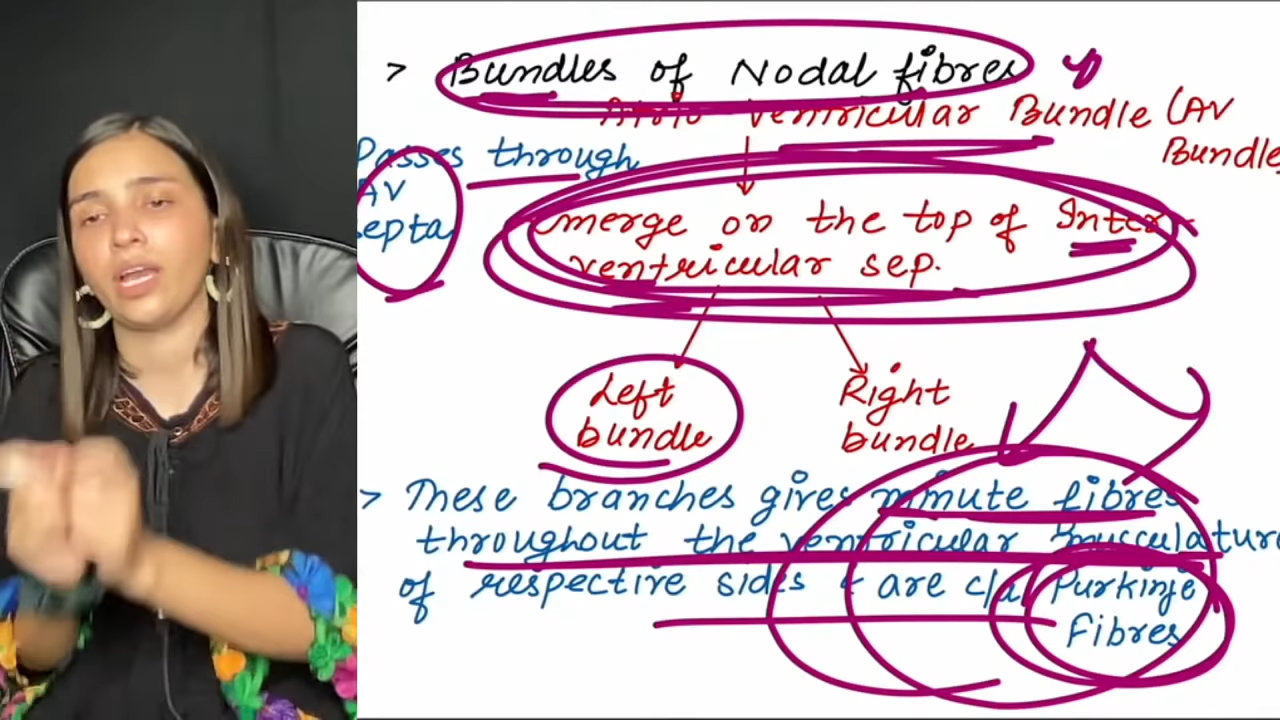 > Bundles of Nodal fibres
Atrio ventricular Bundle (AV
Bundle
Passes through
AV
septa
emerge on the top of Inter
ventricular sep.
Left
bundle
Right
bundle
> These branches gives minute fibres
throughout the ventricular musculature
of respective sides & are c/a Purkinje
Fibres